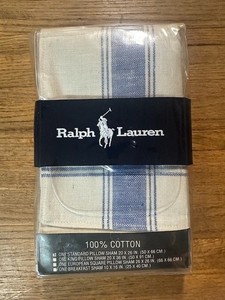 Ralph Lauren
100% COTTON
ONE STANDARD PILLOW SHAM 20 X 26 IN. (50 X 66 CM.)
ONE KING PILLOW SHAM 20 X 36 IN. (50 X 91 CM.)
ONE EUROPEAN SQUARE PILLOW SHAM 26 X 26 IN. (66 X 66 CM.)
ONE BREAKFAST SHAM 10 X 16 IN. (25 X 40 CM.)